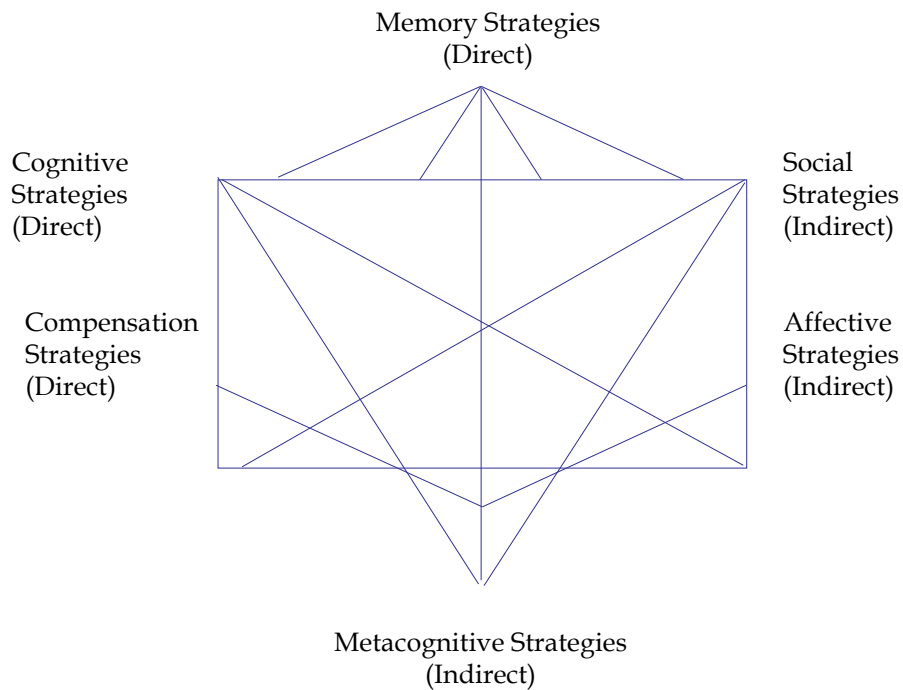 Memory Strategies
(Direct)
Cognitive
Strategies
(Direct)
Social
Strategies
(Indirect)
Compensation
Strategies
(Direct)
Affective
Strategies
(Indirect)
Metacognitive Strategies
(Indirect)